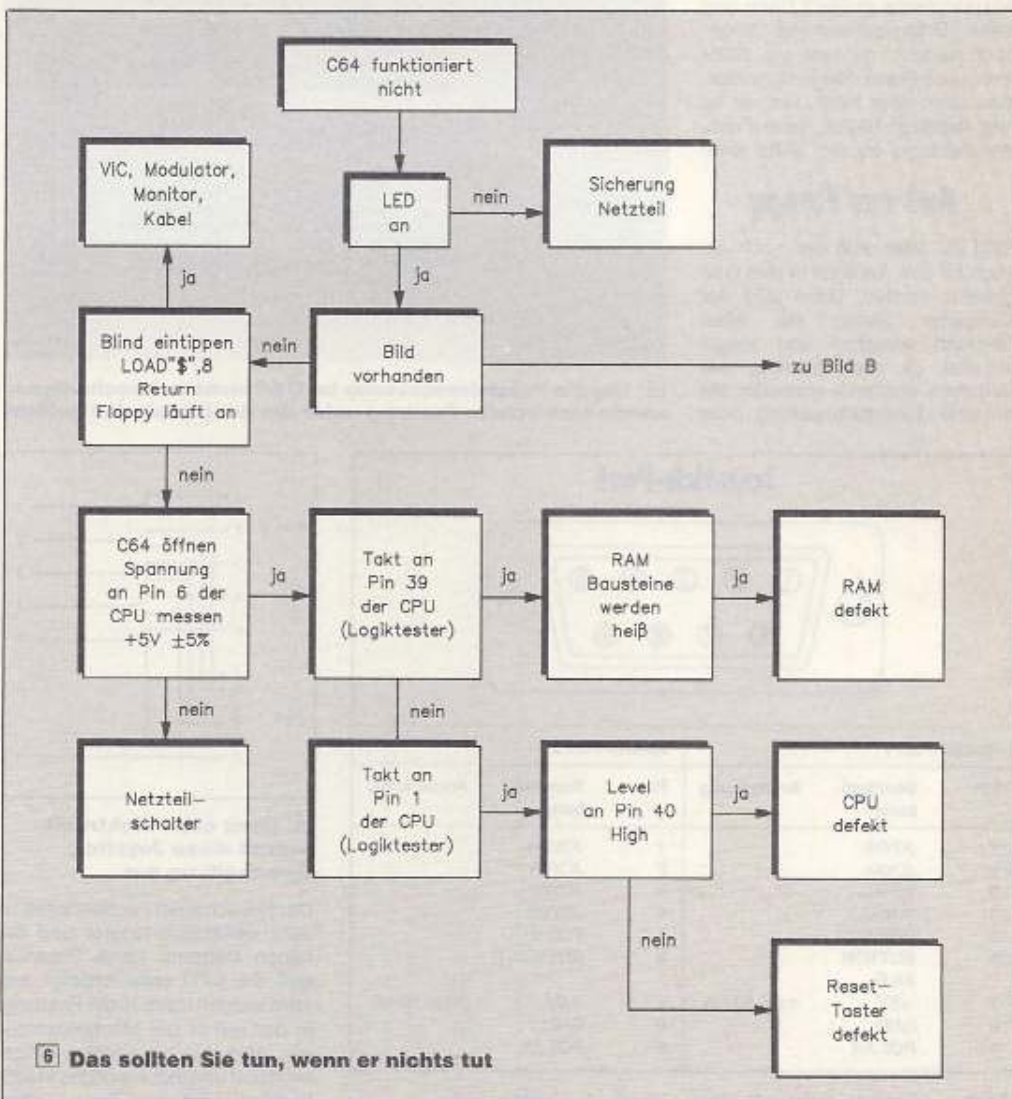 C64 funktioniert
nicht
ViC, Modulator,
Monitor,
Kabel
LED
an
nein
Sicherung
Netzteil
ja
ja
Blind eintippen
LOAD"$",8
Return
Floppy läuft an
nein
Bild
vorhanden
zu Bild B
nein
C64 öffnen
Spannung
an Pin 6 der
CPU messen
+5V ±5%
ja
Takt an
Pin 39
der CPU
(Logiktester)
ja
RAM
Bausteine
werden
heiß
ja
RAM
defekt
nein
nein
Netzteil-
schalter
Takt an
Pin 1
der CPU
(Logiktester)
ja
Level
an Pin 40
High
ja
CPU
defekt
nein
Reset-
Taster
defekt
6 Das sollten Sie tun, wenn er nichts tut